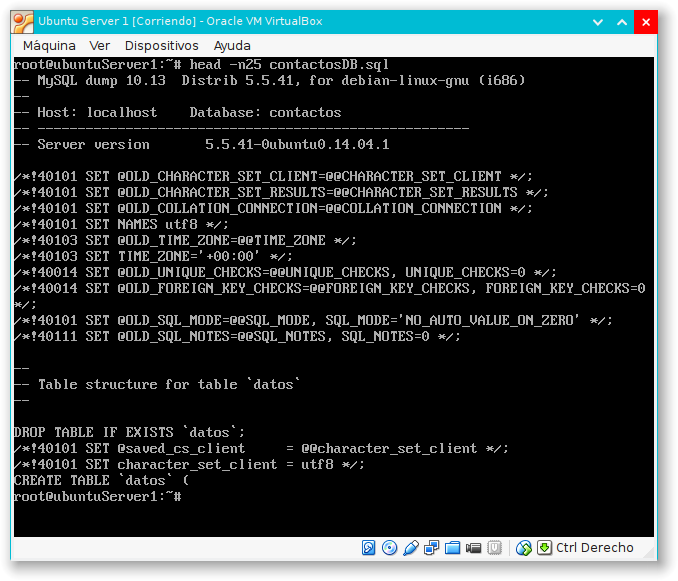 Ubuntu Server 1 [Corriendo] - Oracle VM VirtualBox
Máquina Ver Dispositivos Ayuda
root@ubuntuServer1:~# head -n25 contactosDB.sql
-- MySQL dump 10.13  Distrib 5.5.41, for debian-linux-gnu (i686)
--
-- Host: localhost    Database: contactos
-- ------------------------------------------------------
-- Server version       5.5.41-0ubuntu0.14.04.1
/*!40101 SET @OLD_CHARACTER_SET_CLIENT=@@CHARACTER_SET_CLIENT */;
/*!40101 SET @OLD_CHARACTER_SET_RESULTS=@@CHARACTER_SET_RESULTS */;
/*!40101 SET @OLD_COLLATION_CONNECTION=@@COLLATION_CONNECTION */;
/*!40101 SET NAMES utf8 */;
/*!40103 SET @OLD_TIME_ZONE=@@TIME_ZONE */;
/*!40103 SET TIME_ZONE='+00:00' */;
/*!40014 SET @OLD_UNIQUE_CHECKS=@@UNIQUE_CHECKS, UNIQUE_CHECKS=0 */;
/*!40014 SET @OLD_FOREIGN_KEY_CHECKS=@@FOREIGN_KEY_CHECKS, FOREIGN_KEY_CHECKS=0
*/;
/*!40101 SET @OLD_SQL_MODE=@@SQL_MODE, SQL_MODE='NO_AUTO_VALUE_ON_ZERO' */;
/*!40111 SET @OLD_SQL_NOTES=@@SQL_NOTES, SQL_NOTES=0 */;
--
-- Table structure for table `datos`
--
DROP TABLE IF EXISTS `datos`;
/*!40101 SET @saved_cs_client     = @@character_set_client */;
/*!40101 SET character_set_client = utf8 */;
CREATE TABLE `datos` (
root@ubuntuServer1:~#
Ctrl Derecho